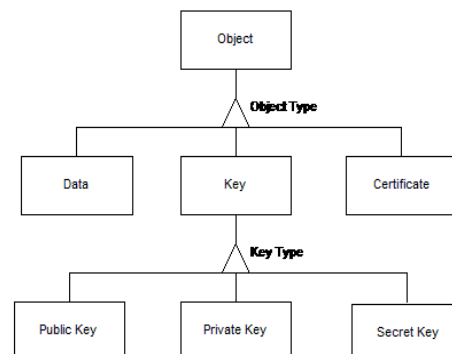 Object
Object Type
Data
Key
Certificate
Key Type
Public Key
Private Key
Secret Key